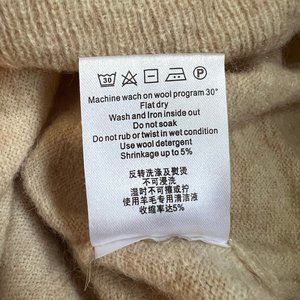 30 P
Machine wach on wool program 30°
Flat dry
Wash and Iron inside out
Do not soak
Do not rub or twist in wet condition
Use wool detergent
Shrinkage up to 5%
反转洗涤及熨烫
不可浸洗
湿时不可擦或拧
使用羊毛专用清洁液
收缩率达5%